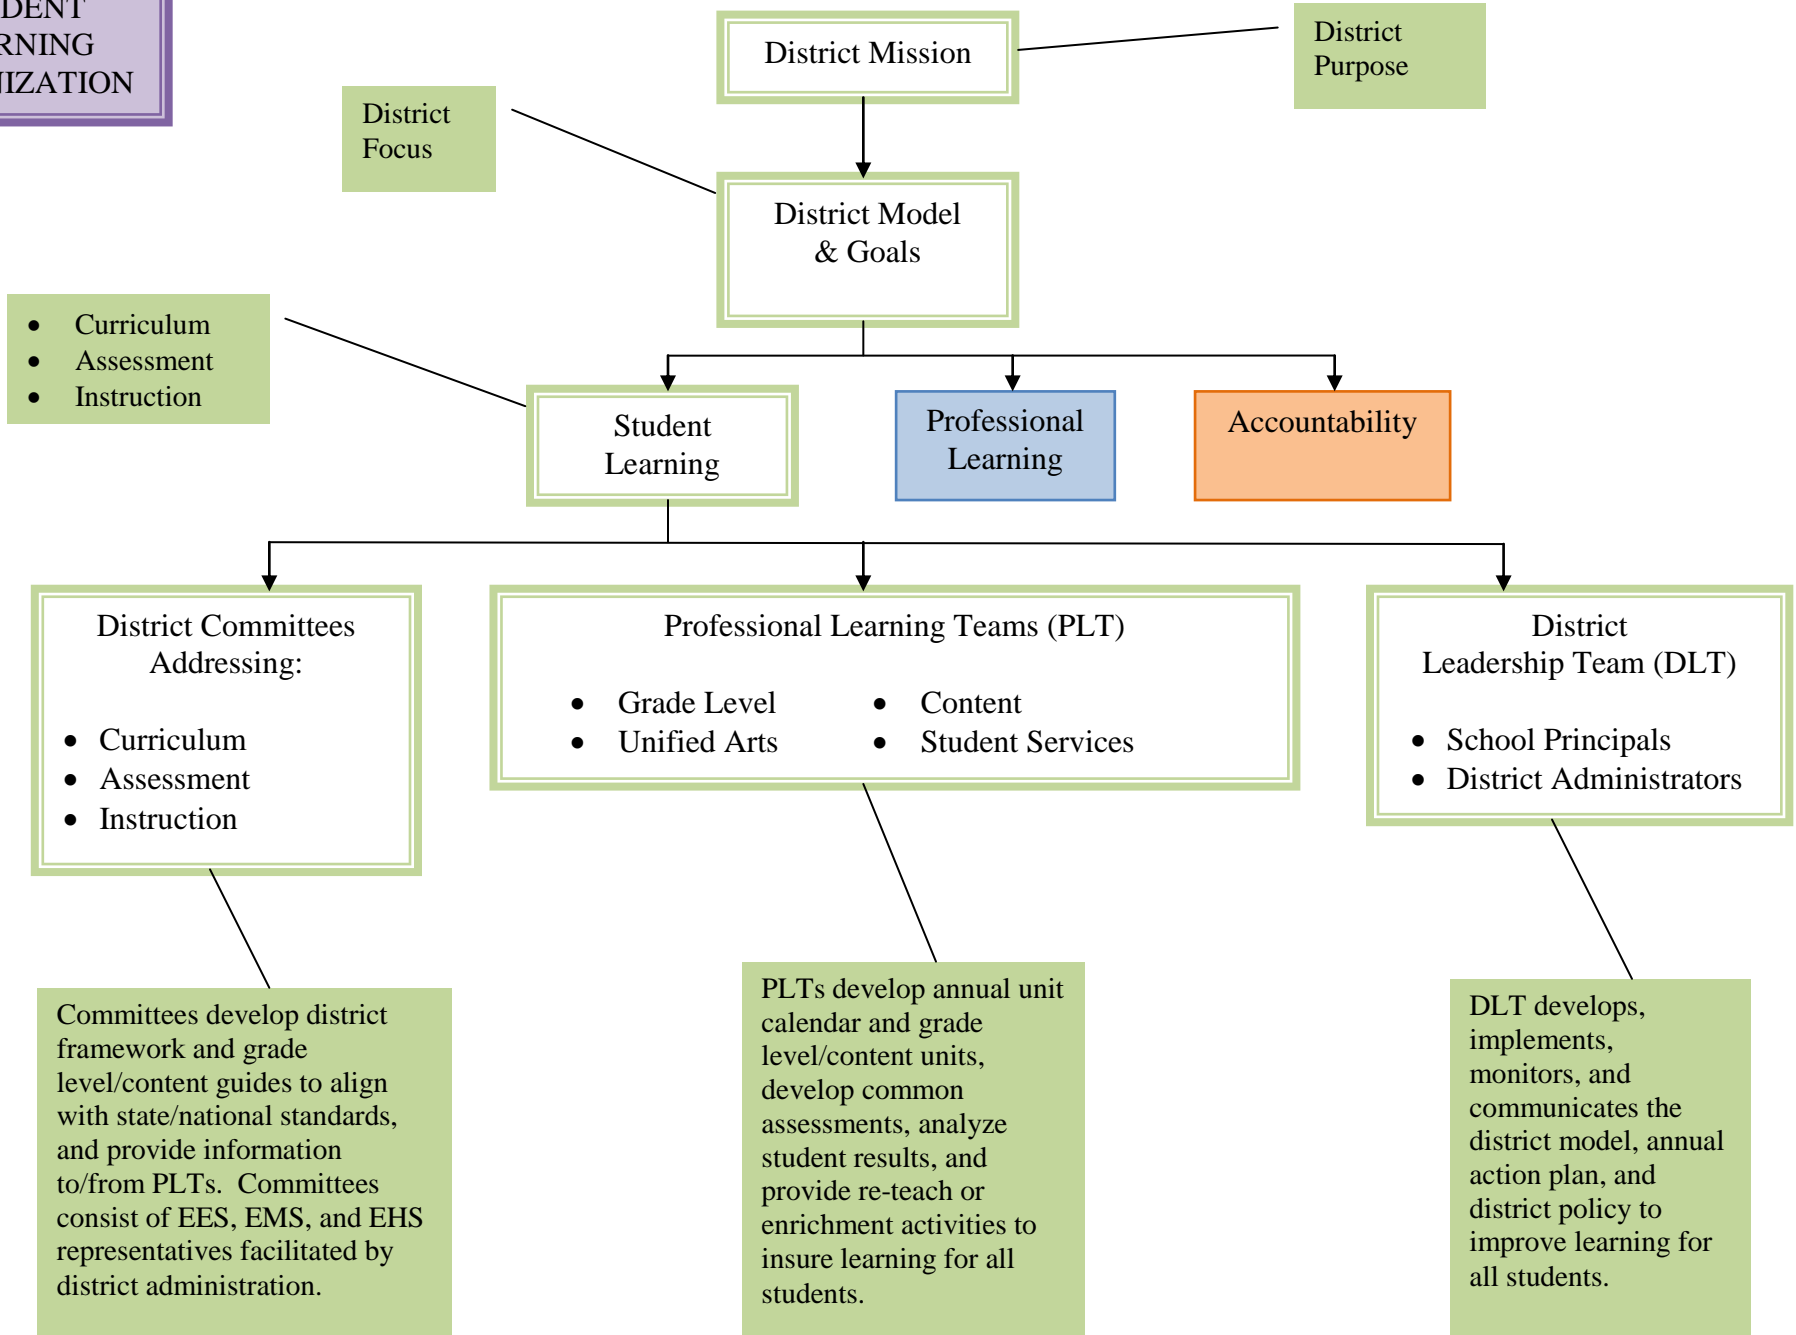 DENT
RNING
NIZATION
District Mission
District
Purpose
District
Focus
District Model
& Goals
• Curriculum
• Assessment
• Instruction
Student
Learning
Professional
Learning
Accountability
District Committees
Addressing:
• Curriculum
• Assessment
• Instruction
Professional Learning Teams (PLT)
• Grade Level
• Unified Arts
• Content
• Student Services
District
Leadership Team (DLT)
• School Principals
• District Administrators
Committees develop district
framework and grade
level/content guides to align
with state/national standards,
and provide information
to/from PLTs.  Committees
consist of EES, EMS, and EHS
representatives facilitated by
district administration.
PLTs develop annual unit
calendar and grade
level/content units,
develop common
assessments, analyze
student results, and
provide re-teach or
enrichment activities to
insure learning for all
students.
DLT develops,
implements,
monitors, and
communicates the
district model, annual
action plan, and
district policy to
improve learning for
all students.